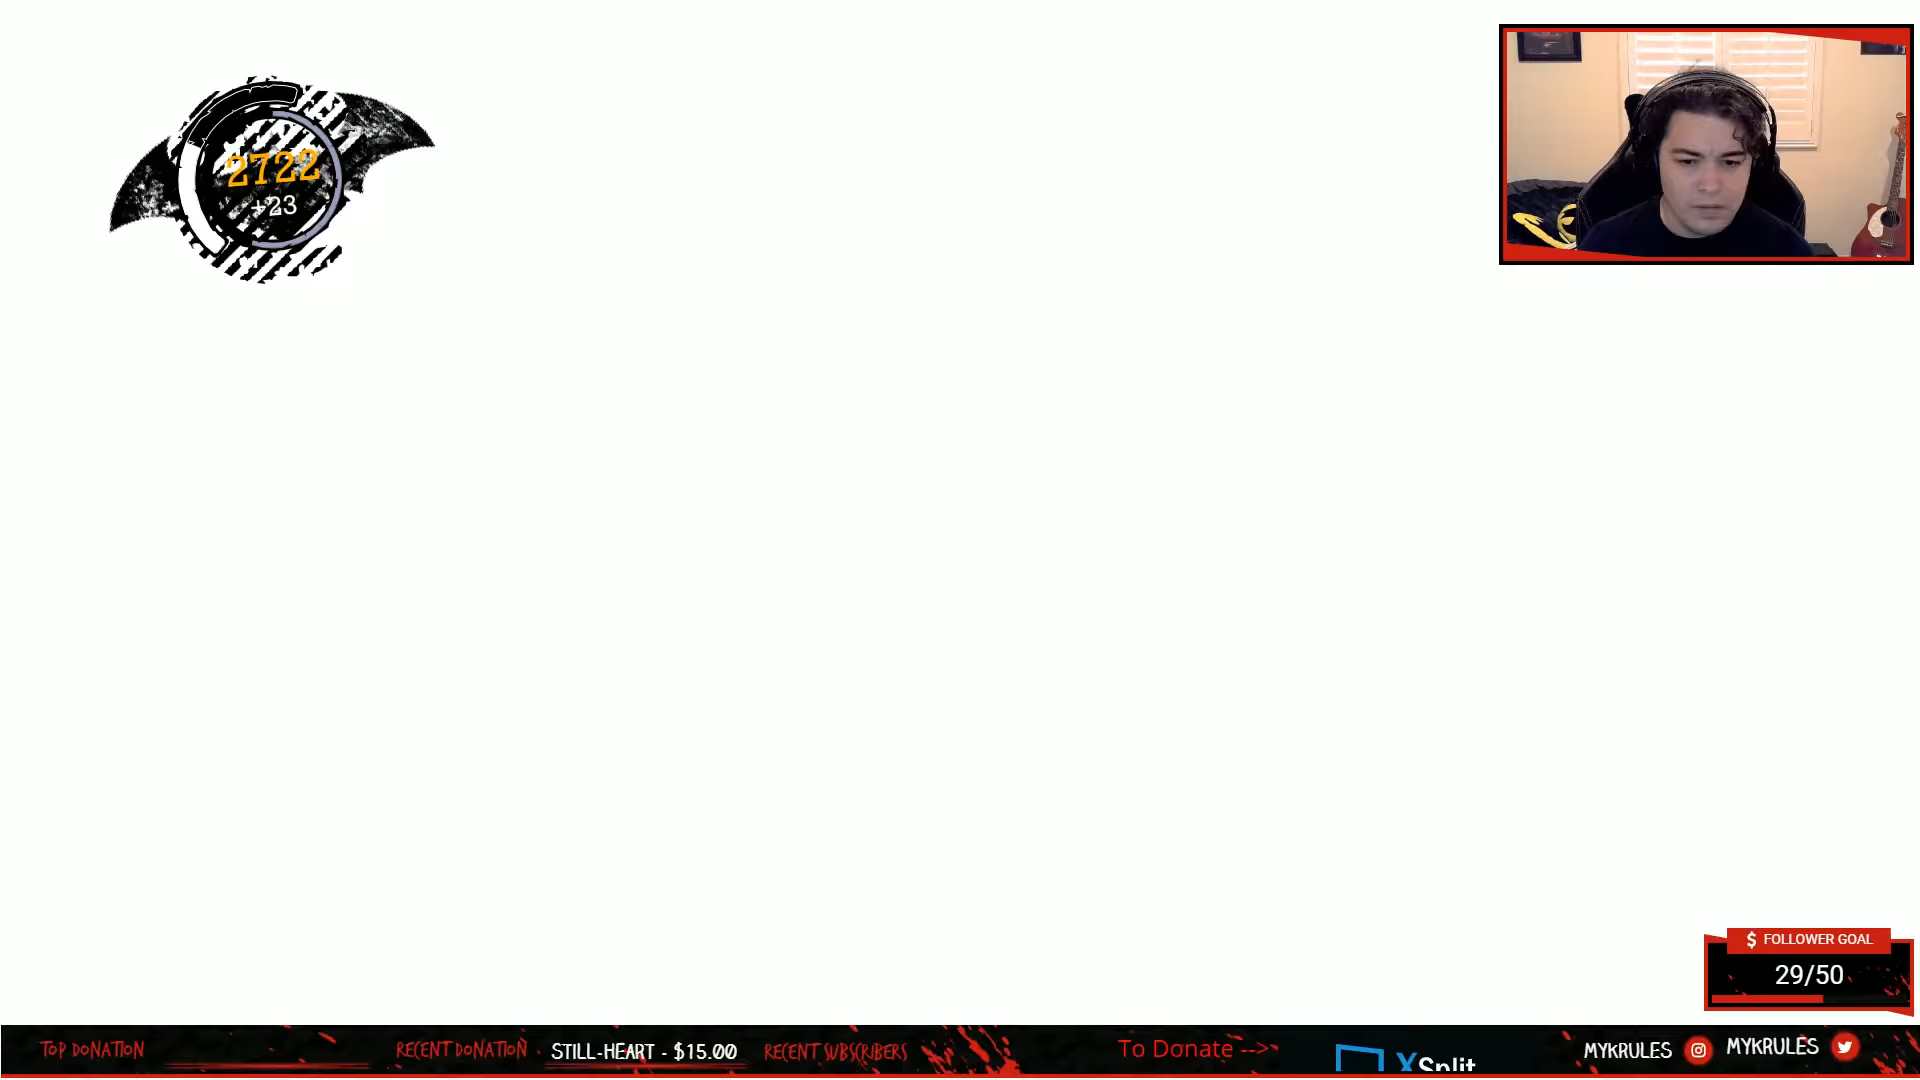 2722
+23
$ FOLLOWER GOAL
29/50
TOP DONATION
RECENT DONATION
STILL-HEART - $15.00
RECENT SUBSCRIBERS
To Donate -->
XSplit
MYKRULES
MYKRULES